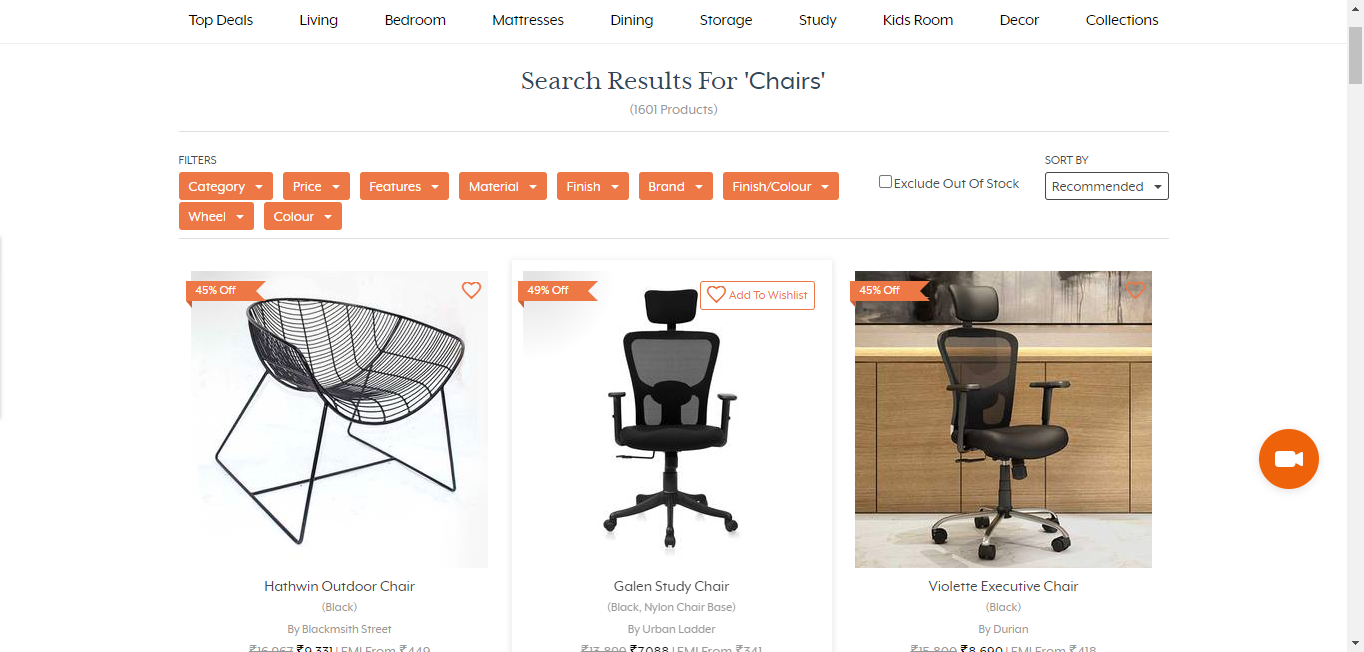 Top Deals Living Bedroom Mattresses Dining Storage Study Kids Room Decor Collections
Search Results For 'Chairs'
(1601 Products)
FILTERS
SORT BY
Category Price Features Material Finish Brand Finish/Colour
Exclude Out Of Stock
Recommended
Wheel Colour
45% Off
49% Off
Add To Wishlist
45% Off
Hathwin Outdoor Chair
(Black)
By Blackmsith Street
₹16,967 ₹9,331 | EMI From ₹449
Galen Study Chair
(Black, Nylon Chair Base)
By Urban Ladder
₹13,899 ₹7,088 | EMI From ₹341
Violette Executive Chair
(Black)
By Durian
₹15,800 ₹8,690 | EMI From ₹418